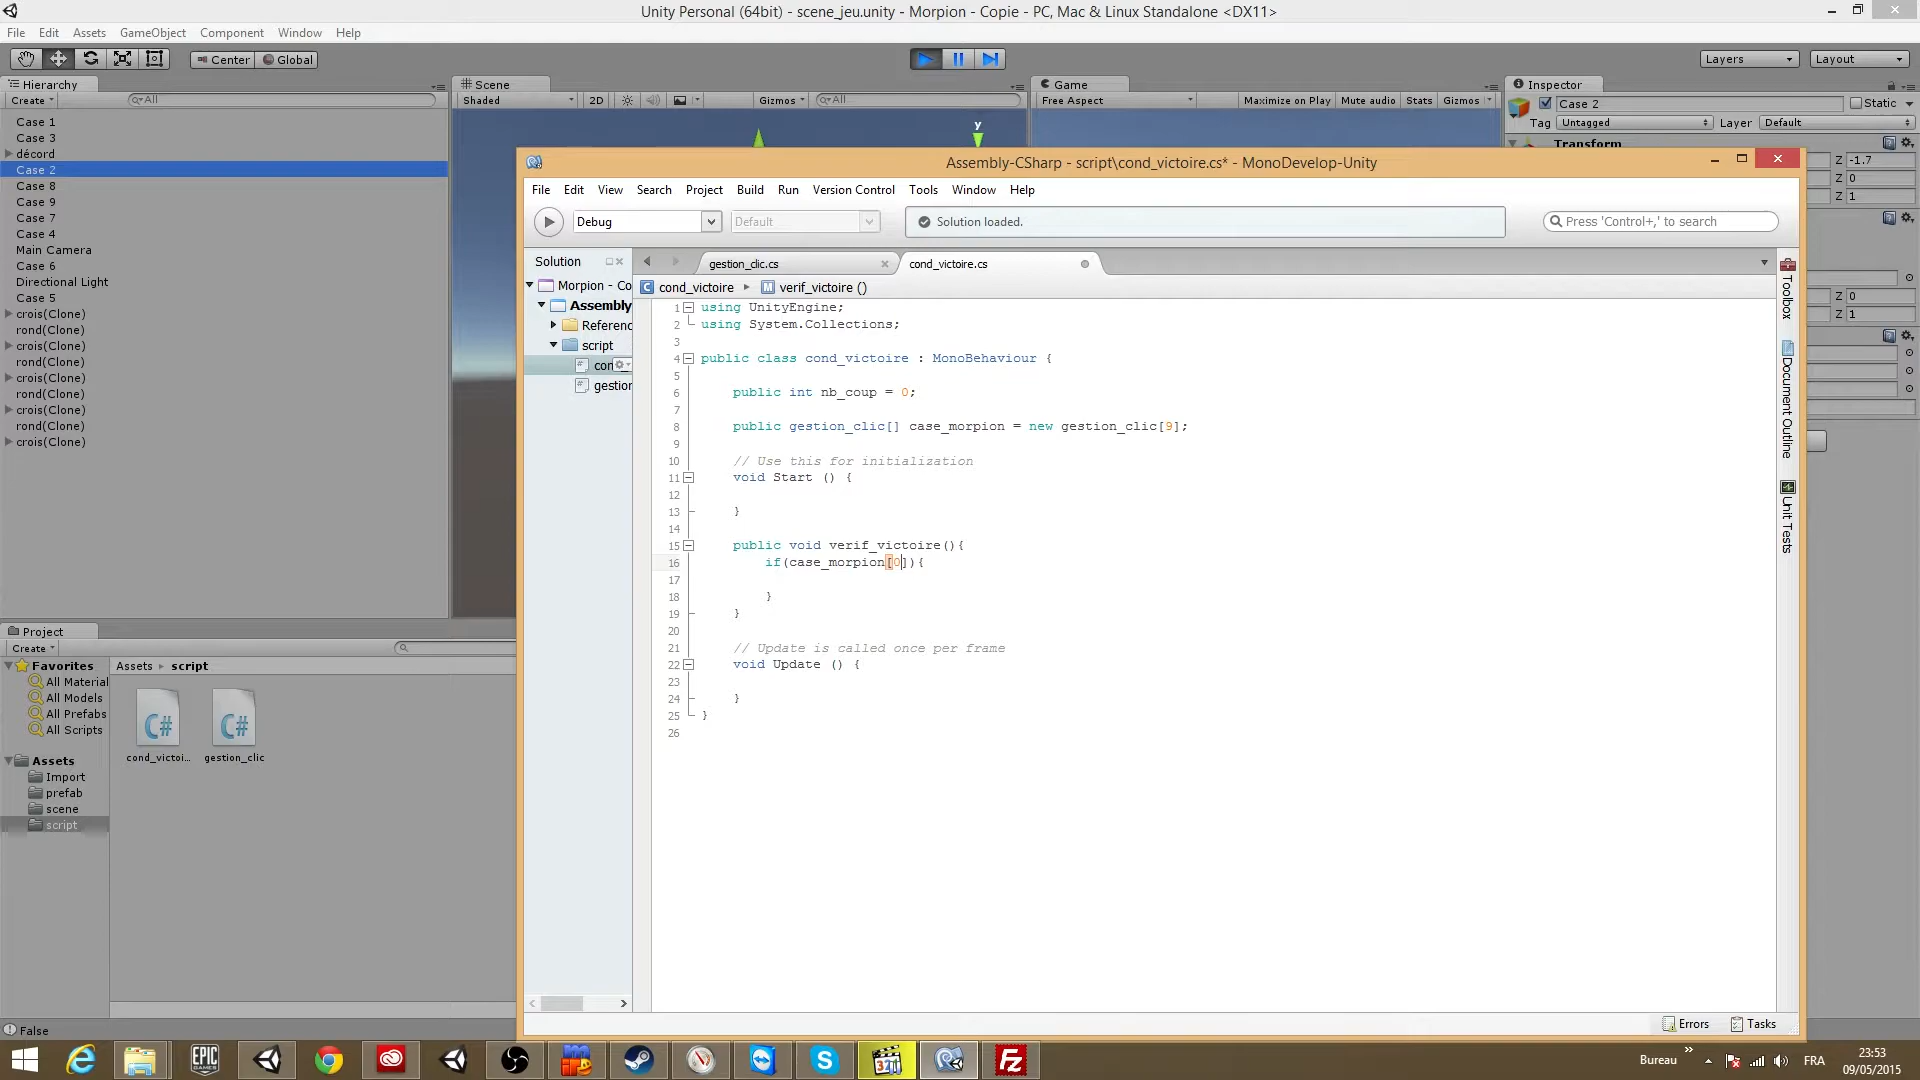 Unity Personal (64bit) - scene_jeu.unity - Morpion - Copie - PC, Mac & Linux Standalone <DX11>
File Edit Assets GameObject Component Window Help
Center Global
Layers Layout
Hierarchy
Create All
Case 1
Case 3
décord
Case 2
Case 8
Case 9
Case 7
Case 4
Main Camera
Case 6
Directional Light
Case 5
crois(Clone)
rond(Clone)
crois(Clone)
rond(Clone)
crois(Clone)
rond(Clone)
crois(Clone)
rond(Clone)
crois(Clone)
Scene
Shaded 2D Gizmos All
y
Game
Free Aspect Maximize on Play Mute audio Stats Gizmos
Inspector
Case 2 Static
Tag Untagged Layer Default
Transform
Z -1.7
Z 0
Z 1
Z 0
Z 1
Assembly-CSharp - script\cond_victoire.cs* - MonoDevelop-Unity
File Edit View Search Project Build Run Version Control Tools Window Help
Debug Default Solution loaded. Press 'Control+,' to search
Solution
Morpion - Co
Assembly
Referenc
script
con
gestion
gestion_clic.cs cond_victoire.cs
cond_victoire verif_victoire ()
1 using UnityEngine;
2 using System.Collections;
3
4 public class cond_victoire : MonoBehaviour {
5
6 public int nb_coup = 0;
7
8 public gestion_clic[] case_morpion = new gestion_clic[9];
9
10 // Use this for initialization
11 void Start () {
12
13 }
14
15 public void verif_victoire(){
16 if(case_morpion[0]){
17
18 }
19 }
20
21 // Update is called once per frame
22 void Update () {
23
24 }
25 }
26
Toolbox
Document Outline
Unit Tests
Errors Tasks
Project
Create
Favorites
All Material
All Models
All Prefabs
All Scripts
Assets
Import
prefab
scene
script
Assets script
cond_victoi... gestion_clic
False
EPIC GAMES
321
Bureau FRA
23:53
09/05/2015